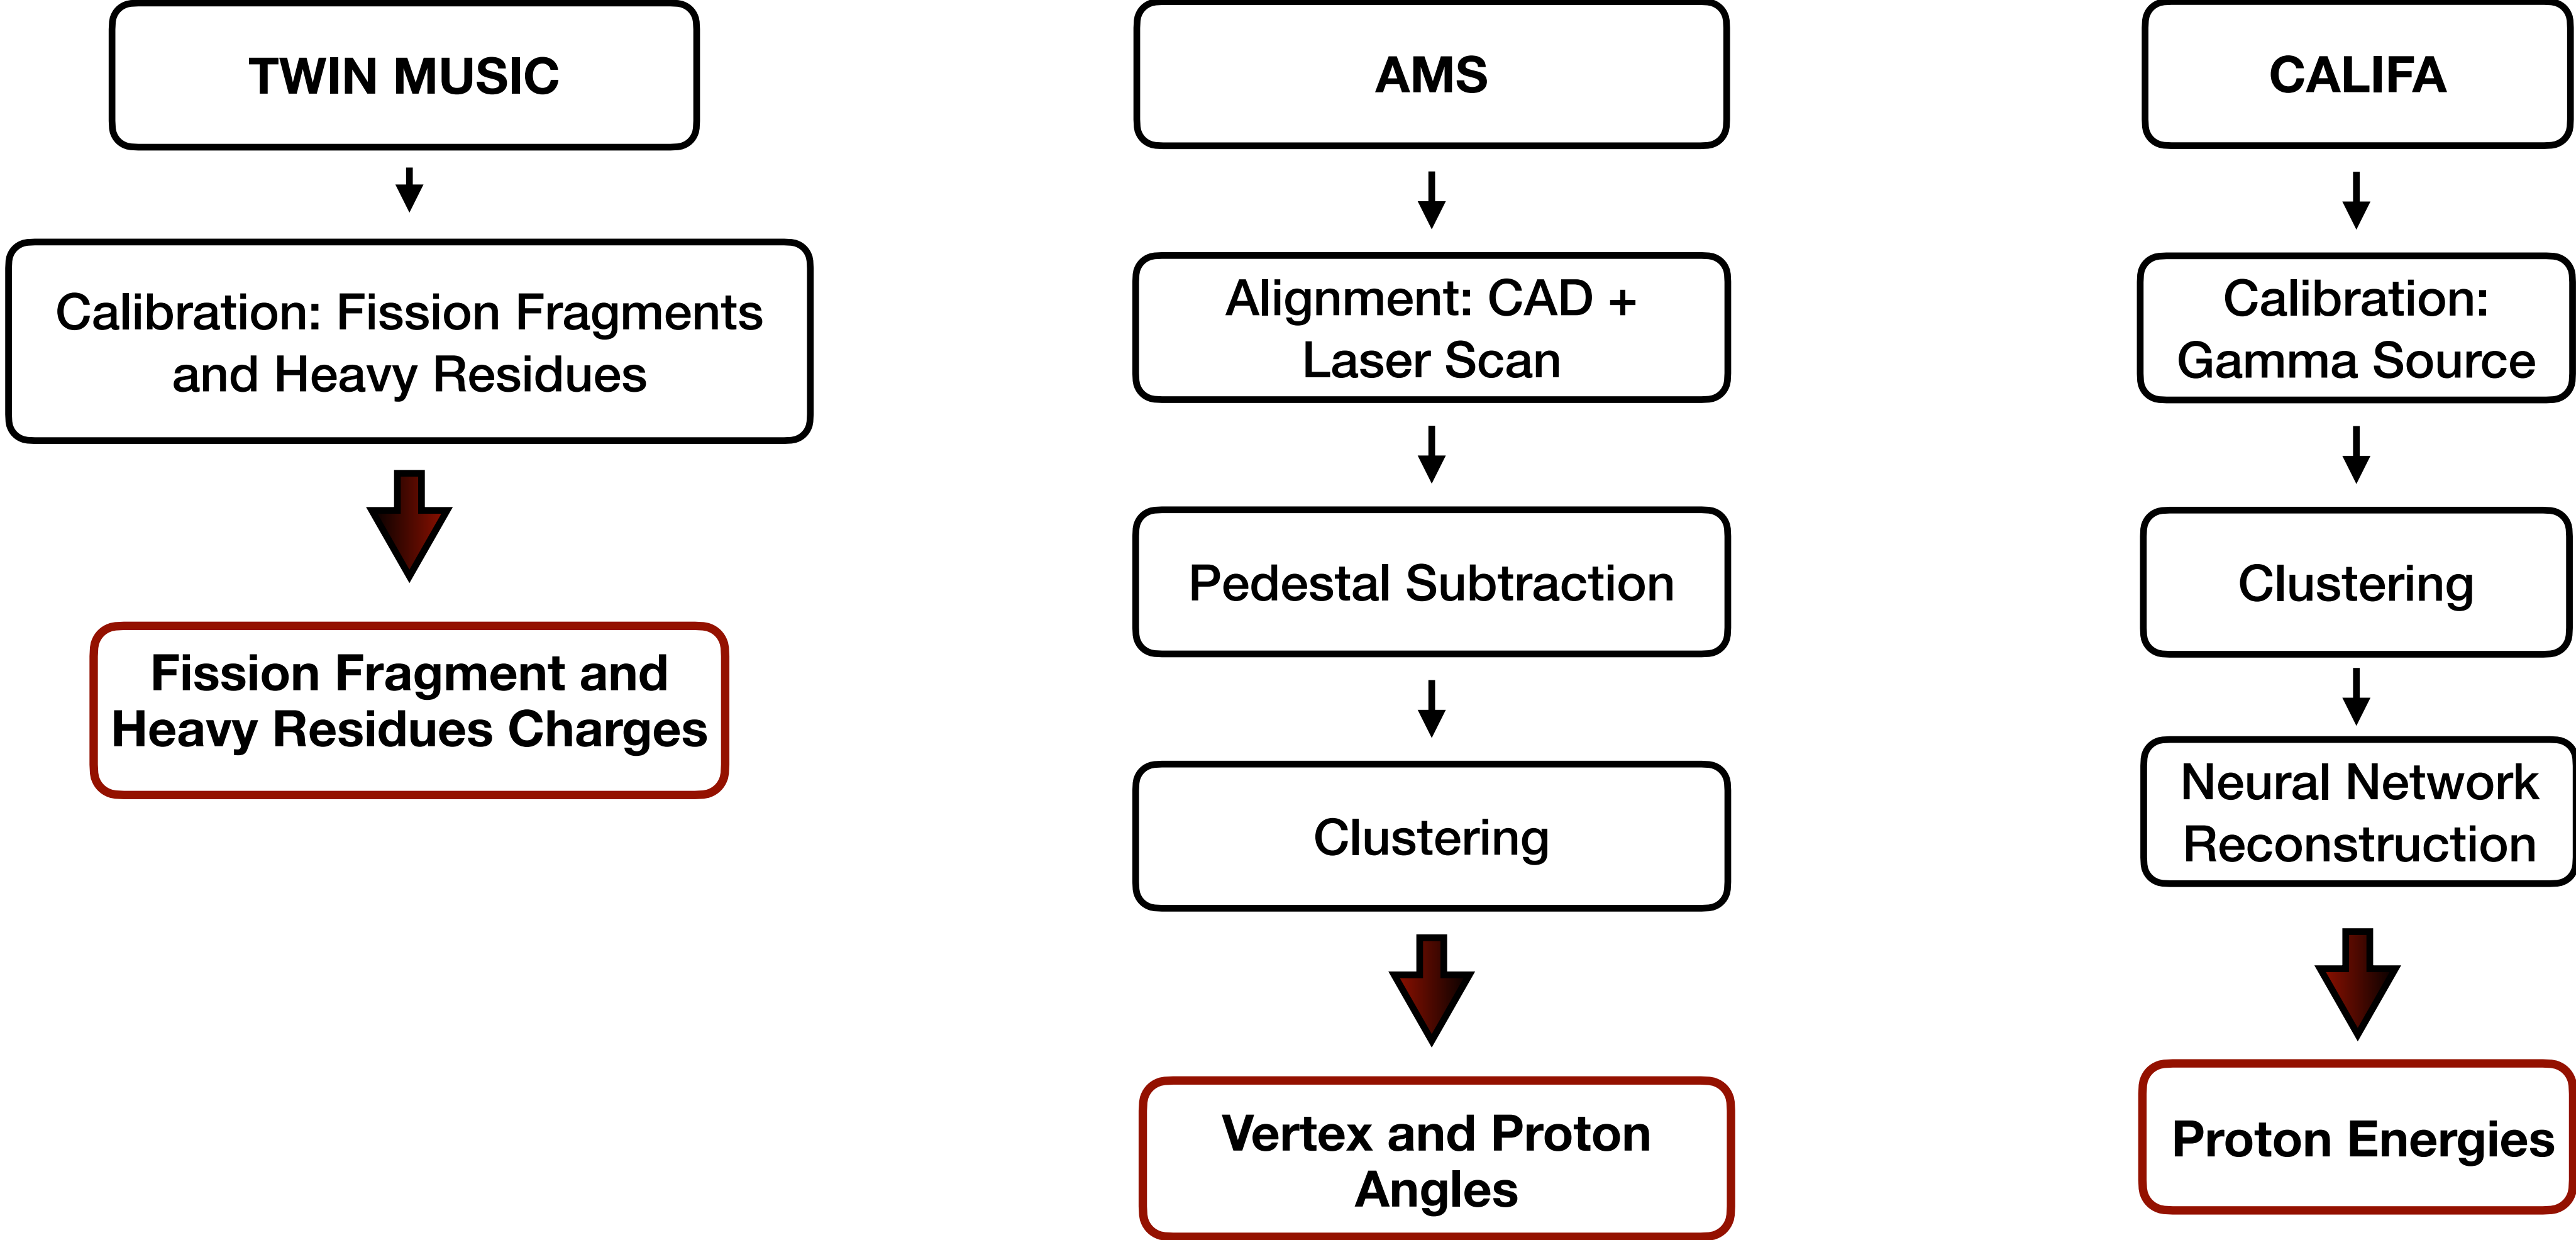 TWIN MUSIC
Calibration: Fission Fragments
and Heavy Residues
Fission Fragment and
Heavy Residues Charges
AMS
Alignment: CAD +
Laser Scan
Pedestal Subtraction
Clustering
Vertex and Proton
Angles
CALIFA
Calibration:
Gamma Source
Clustering
Neural Network
Reconstruction
Proton Energies